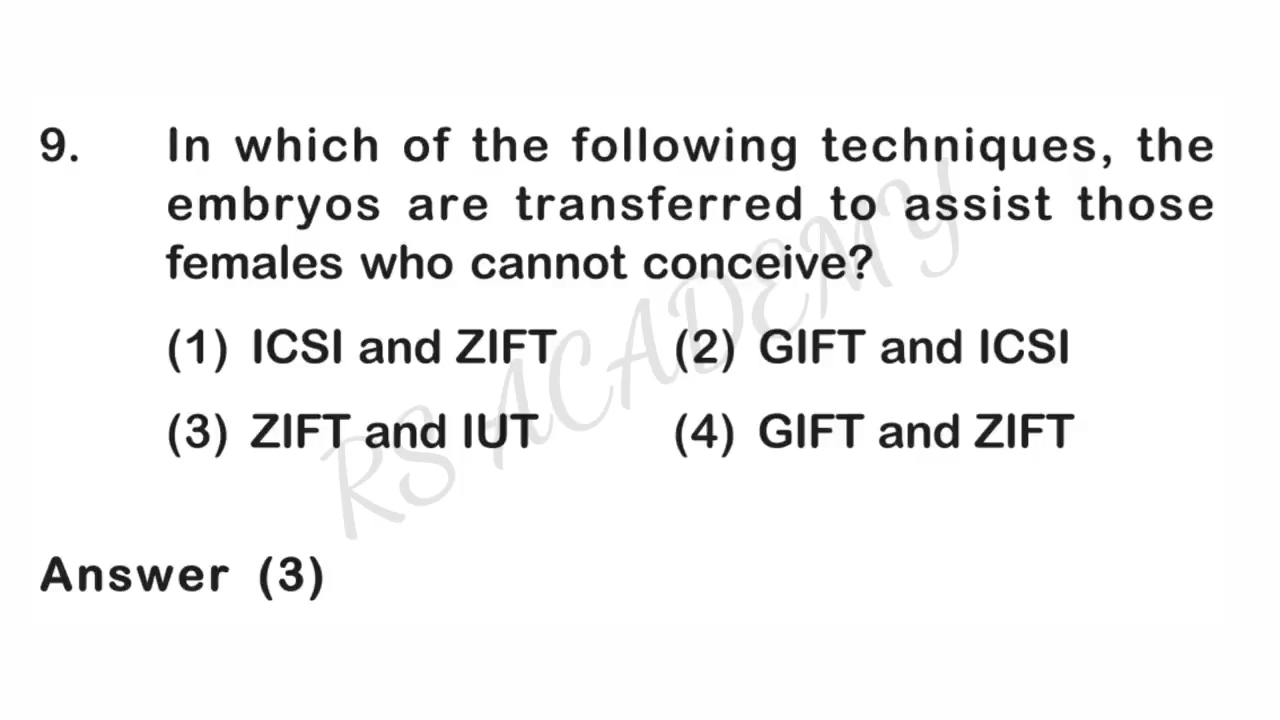 9. In which of the following techniques, the
embryos are transferred to assist those
females who cannot conceive?
(1) ICSI and ZIFT (2) GIFT and ICSI
(3) ZIFT and IUT (4) GIFT and ZIFT
Answer (3)
RS ACADEMY